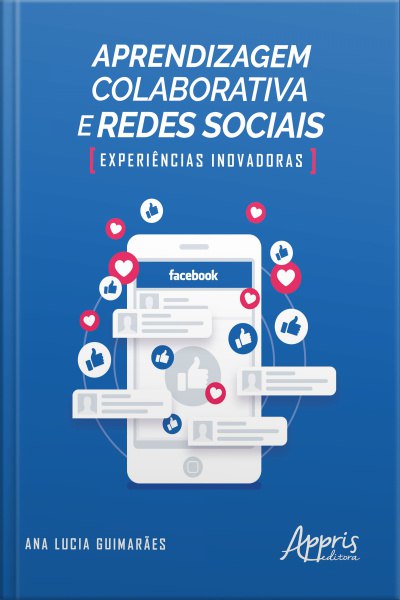 APRENDIZAGEM
COLABORATIVA
E REDES SOCIAIS
[EXPERIÊNCIAS INOVADORAS]
facebook
ANA LUCIA GUIMARÃES
Appris
editora